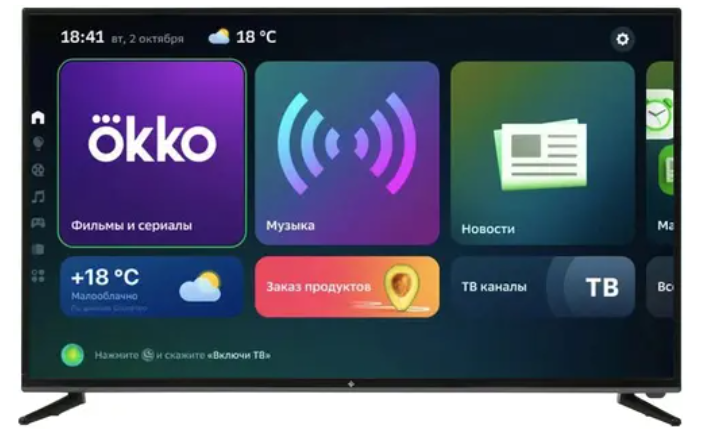 18:41 вт, 2 октября 18 °C
ökko
Фильмы и сериалы
Музыка
Новости
Ма
+18 °C
Малооблачно
Заказ продуктов
ТВ каналы
ТВ
Вс
Нажмите и скажите «Включи ТВ»